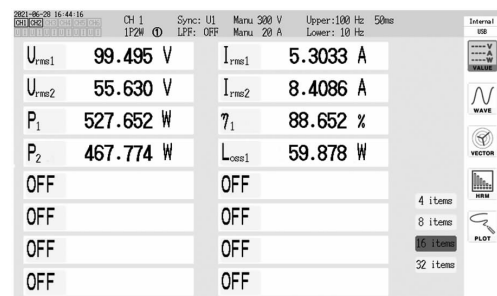 2021-06-28 16:44:16
CH1 CH2
CH 1 Sync: U1 Manu 300 V Upper:100 Hz 50ms
1P2W ① LPF: OFF Manu 20 A Lower: 10 Hz
Internal
USB
V
A
W
VALUE
Urms1 99.495 V Irms1 5.3033 A
Urms2 55.630 V Irms2 8.4086 A
P1 527.652 W η1 88.652 %
P2 467.774 W Loss1 59.878 W
OFF OFF
OFF OFF
OFF OFF
OFF OFF
4 items
8 items
16 items
32 items
WAVE
VECTOR
HRM
PLOT